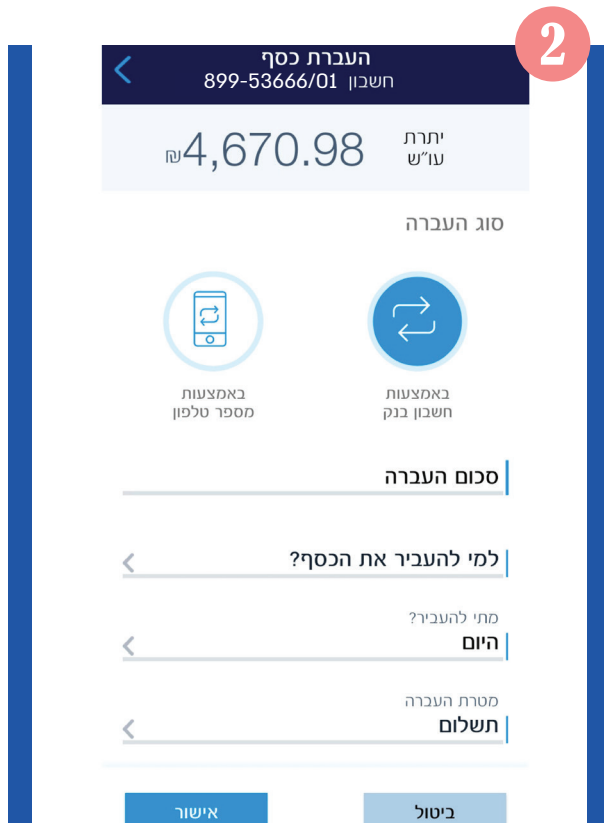 2
העברת כסף
חשבון 899-53666/01
יתרת
עו״ש
₪4,670.98
סוג העברה
באמצעות
חשבון בנק
באמצעות
מספר טלפון
סכום העברה
למי להעביר את הכסף?
מתי להעביר?
היום
מטרת העברה
תשלום
ביטול
אישור